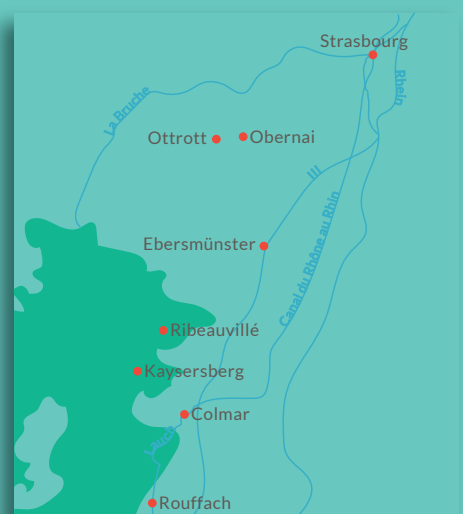 Strasbourg
Rhein
La Bruche
Ottrott
Obernai
Ill
Ebersmünster
Canal du Rhône au Rhin
Ribeauvillé
Kaysersberg
Colmar
Lauch
Rouffach